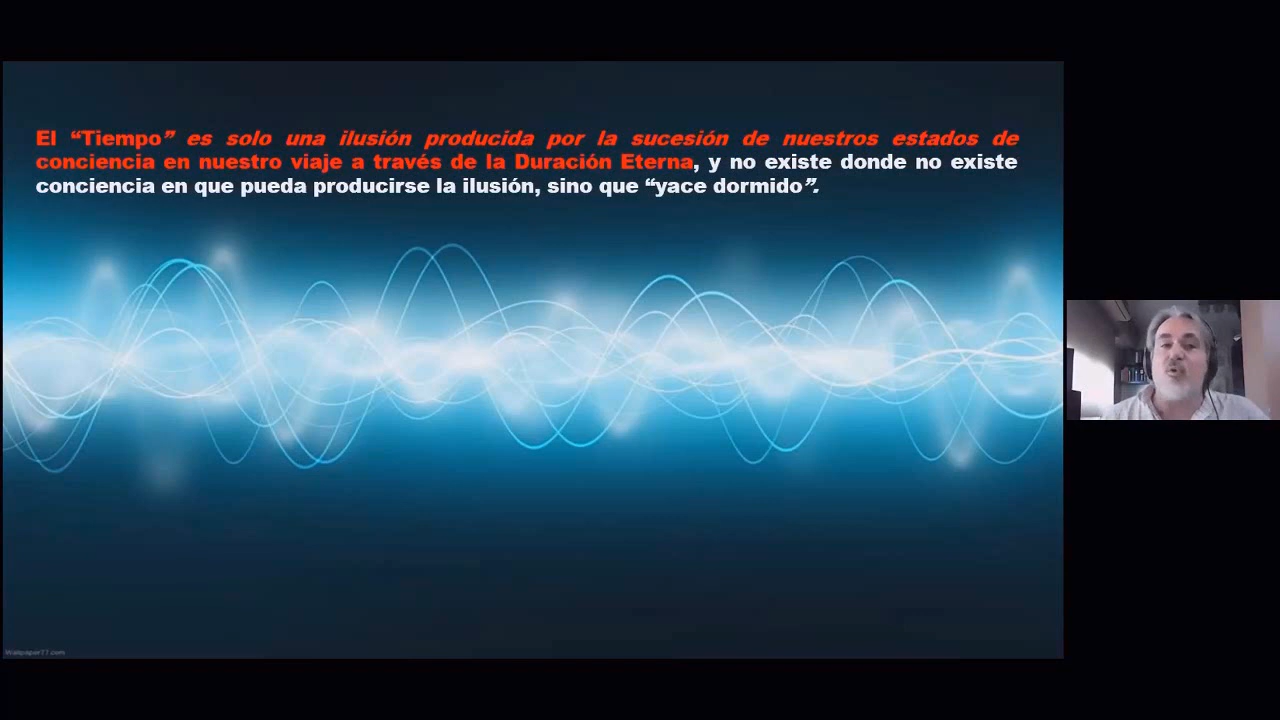 El “Tiempo” es solo una ilusión producida por la sucesión de nuestros estados de
conciencia en nuestro viaje a través de la Duración Eterna, y no existe donde no existe
conciencia en que pueda producirse la ilusión, sino que “yace dormido”.
Wallpaper77.com